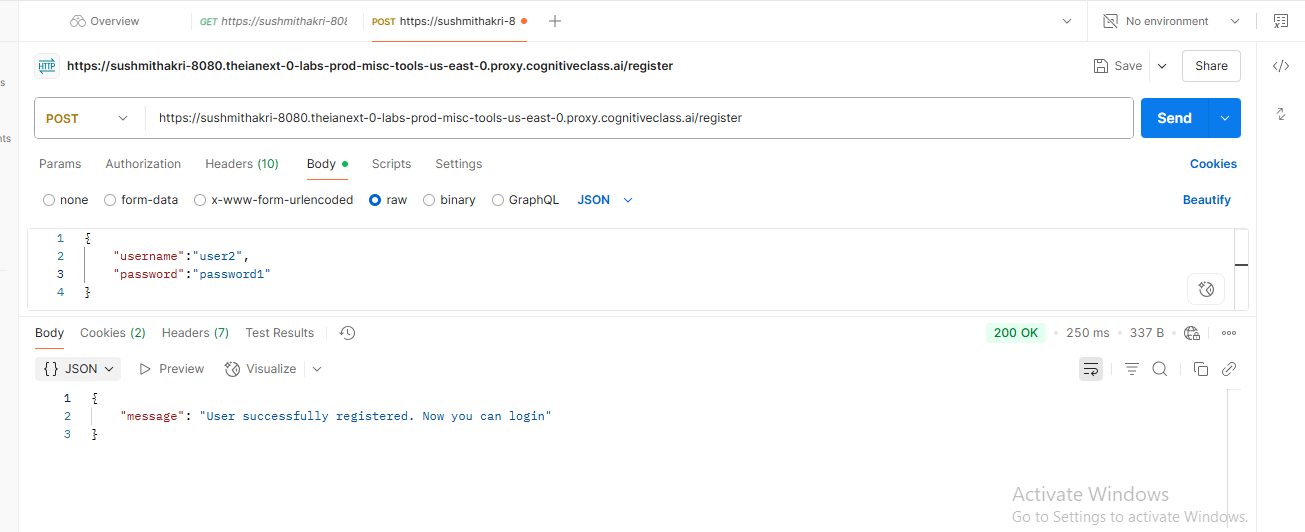 Overview
GET https://sushmithakri-808
POST https://sushmithakri-8
No environment
s
nts
HTTP https://sushmithakri-8080.theianext-0-labs-prod-misc-tools-us-east-0.proxy.cognitiveclass.ai/register
Save
Share
POST https://sushmithakri-8080.theianext-0-labs-prod-misc-tools-us-east-0.proxy.cognitiveclass.ai/register
Send
Params Authorization Headers (10) Body Scripts Settings Cookies
none form-data x-www-form-urlencoded raw binary GraphQL JSON Beautify
1 {
2 "username":"user2",
3 "password":"password1"
4 }
Body Cookies (2) Headers (7) Test Results 200 OK 250 ms 337 B
{} JSON Preview Visualize
1 {
2 "message": "User successfully registered. Now you can login"
3 }
Activate Windows
Go to Settings to activate Windows.